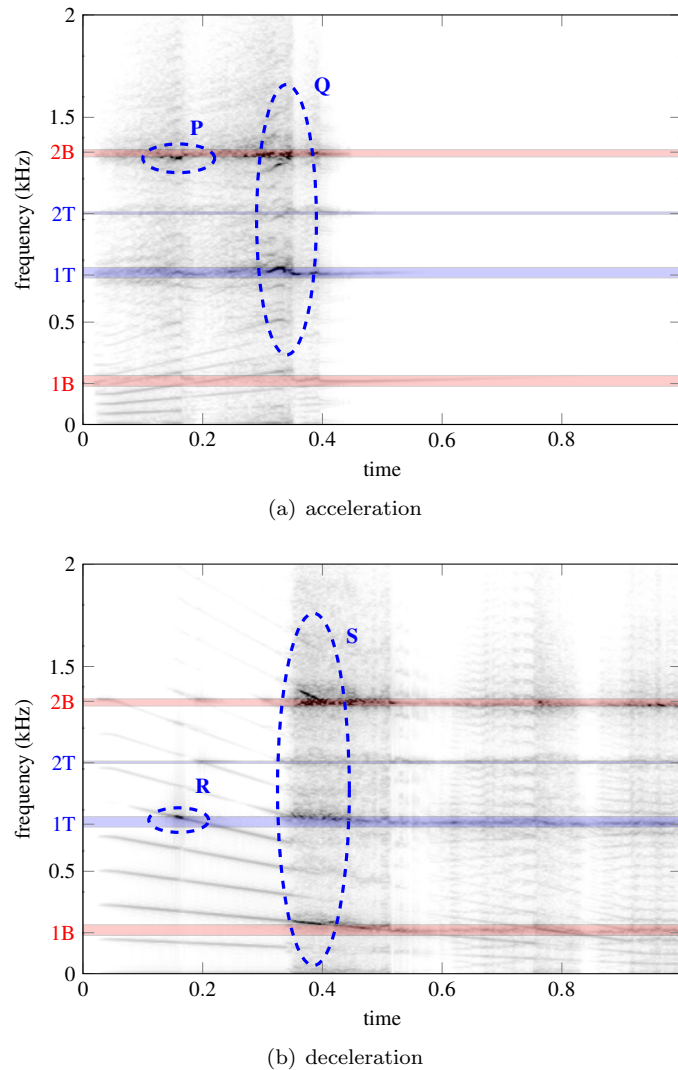 2
1.5
2B
2T
1T
0.5
1B
0
frequency (kHz)
P
Q
0
0.2
0.4
0.6
0.8
time
(a) acceleration
2
1.5
2B
2T
1T
0.5
1B
0
frequency (kHz)
R
S
0
0.2
0.4
0.6
0.8
time
(b) deceleration